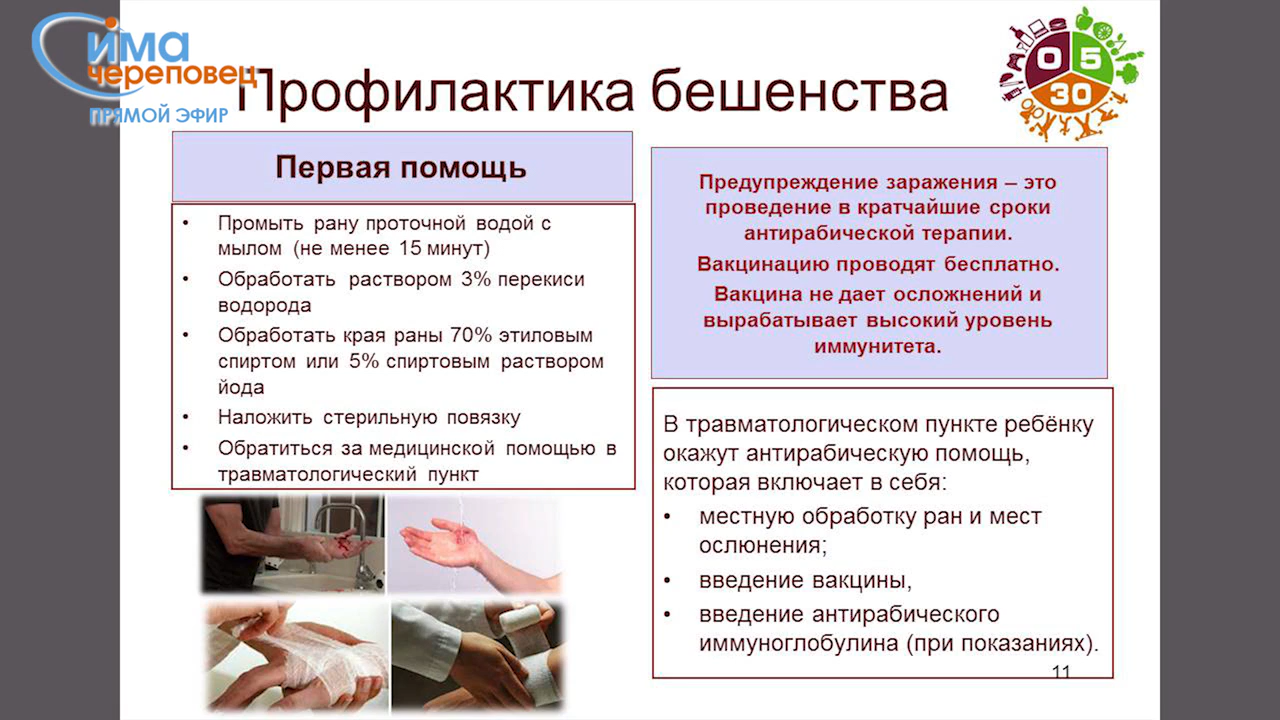 има
череповец
ПРЯМОЙ ЭФИР
Профилактика бешенства
0 5
30
Первая помощь
• Промыть рану проточной водой с
мылом (не менее 15 минут)
• Обработать раствором 3% перекиси
водорода
• Обработать края раны 70% этиловым
спиртом или 5% спиртовым раствором
йода
• Наложить стерильную повязку
• Обратиться за медицинской помощью в
травматологический пункт
Предупреждение заражения – это
проведение в кратчайшие сроки
антирабической терапии.
Вакцинацию проводят бесплатно.
Вакцина не дает осложнений и
вырабатывает высокий уровень
иммунитета.
В травматологическом пункте ребёнку
окажут антирабическую помощь,
которая включает в себя:
• местную обработку ран и мест
ослюнения;
• введение вакцины,
• введение антирабического
иммуноглобулина (при показаниях).
11